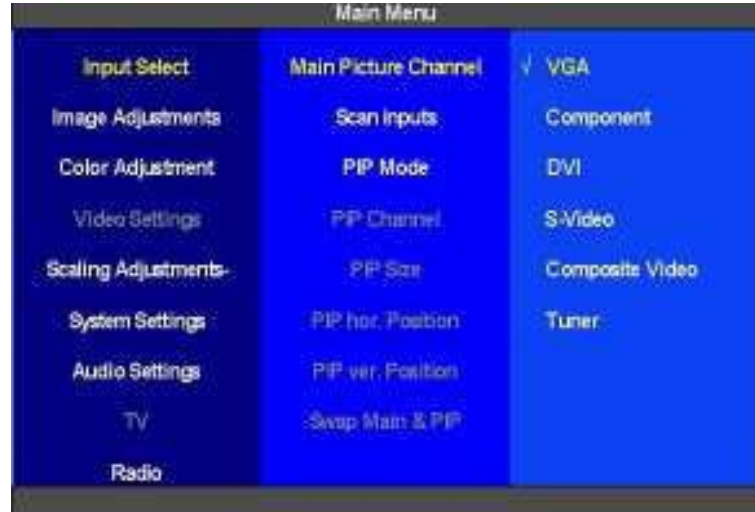 Main Menu
Input Select
Image Adjustments
Color Adjustment
Video Settings
Scaling Adjustments-
System Settings
Audio Settings
TV
Radio
Main Picture Channel
Scan inputs
PIP Mode
PIP Channel
PIP Size
PIP hor. Position
PIP ver. Position
Swap Main & PIP
√ VGA
Component
DVI
S-Video
Composite Video
Tuner